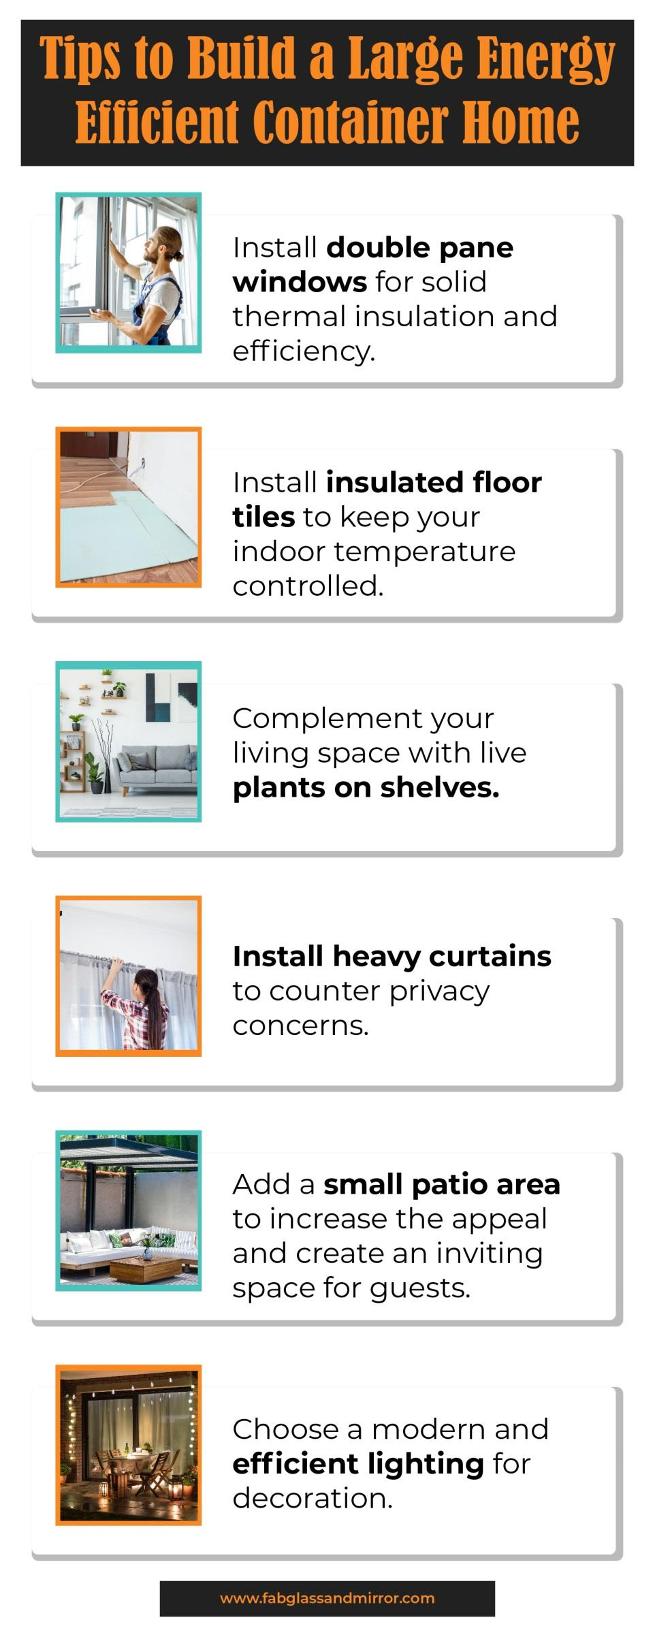 Tips to Build a Large Energy
Efficient Container Home
Install double pane
windows for solid
thermal insulation and
efficiency.
Install insulated floor
tiles to keep your
indoor temperature
controlled.
Complement your
living space with live
plants on shelves.
Install heavy curtains
to counter privacy
concerns.
Add a small patio area
to increase the appeal
and create an inviting
space for guests.
Choose a modern and
efficient lighting for
decoration.
www.fabglassandmirror.com